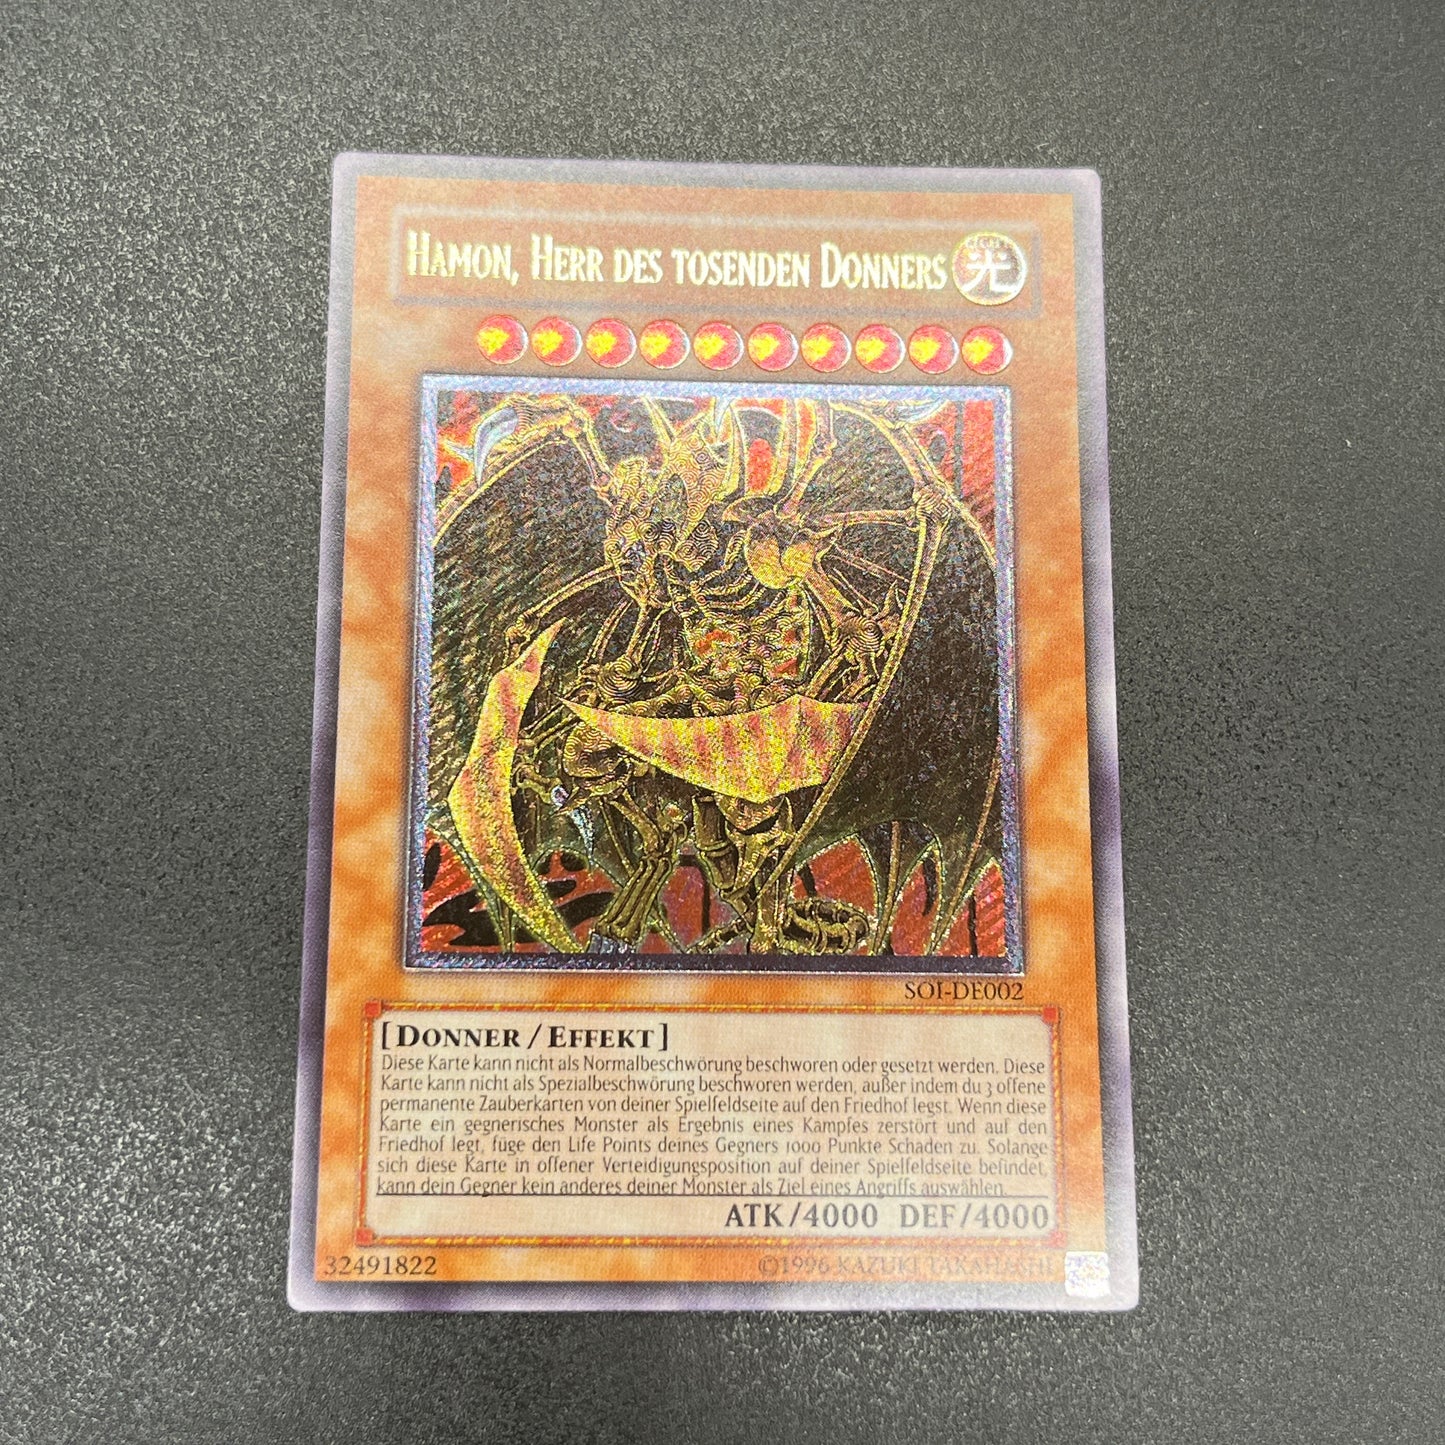 Hamon, Herr des tosenden Donners
LICHT
光
SOI-DE002
[Donner / Effekt]
Diese Karte kann nicht als Normalbeschwörung beschworen oder gesetzt werden. Diese
Karte kann nicht als Spezialbeschwörung beschworen werden, außer indem du 3 offene
permanente Zauberkarten von deiner Spielfeldseite auf den Friedhof legst. Wenn diese
Karte ein gegnerisches Monster als Ergebnis eines Kampfes zerstört und auf den
Friedhof legt, füge den Life Points deines Gegners 1000 Punkte Schaden zu. Solange
sich diese Karte in offener Verteidigungsposition auf deiner Spielfeldseite befindet,
kann dein Gegner kein anderes deiner Monster als Ziel eines Angriffs auswählen.
ATK/4000 DEF/4000
32491822 ©1996 KAZUKI TAKAHASHI